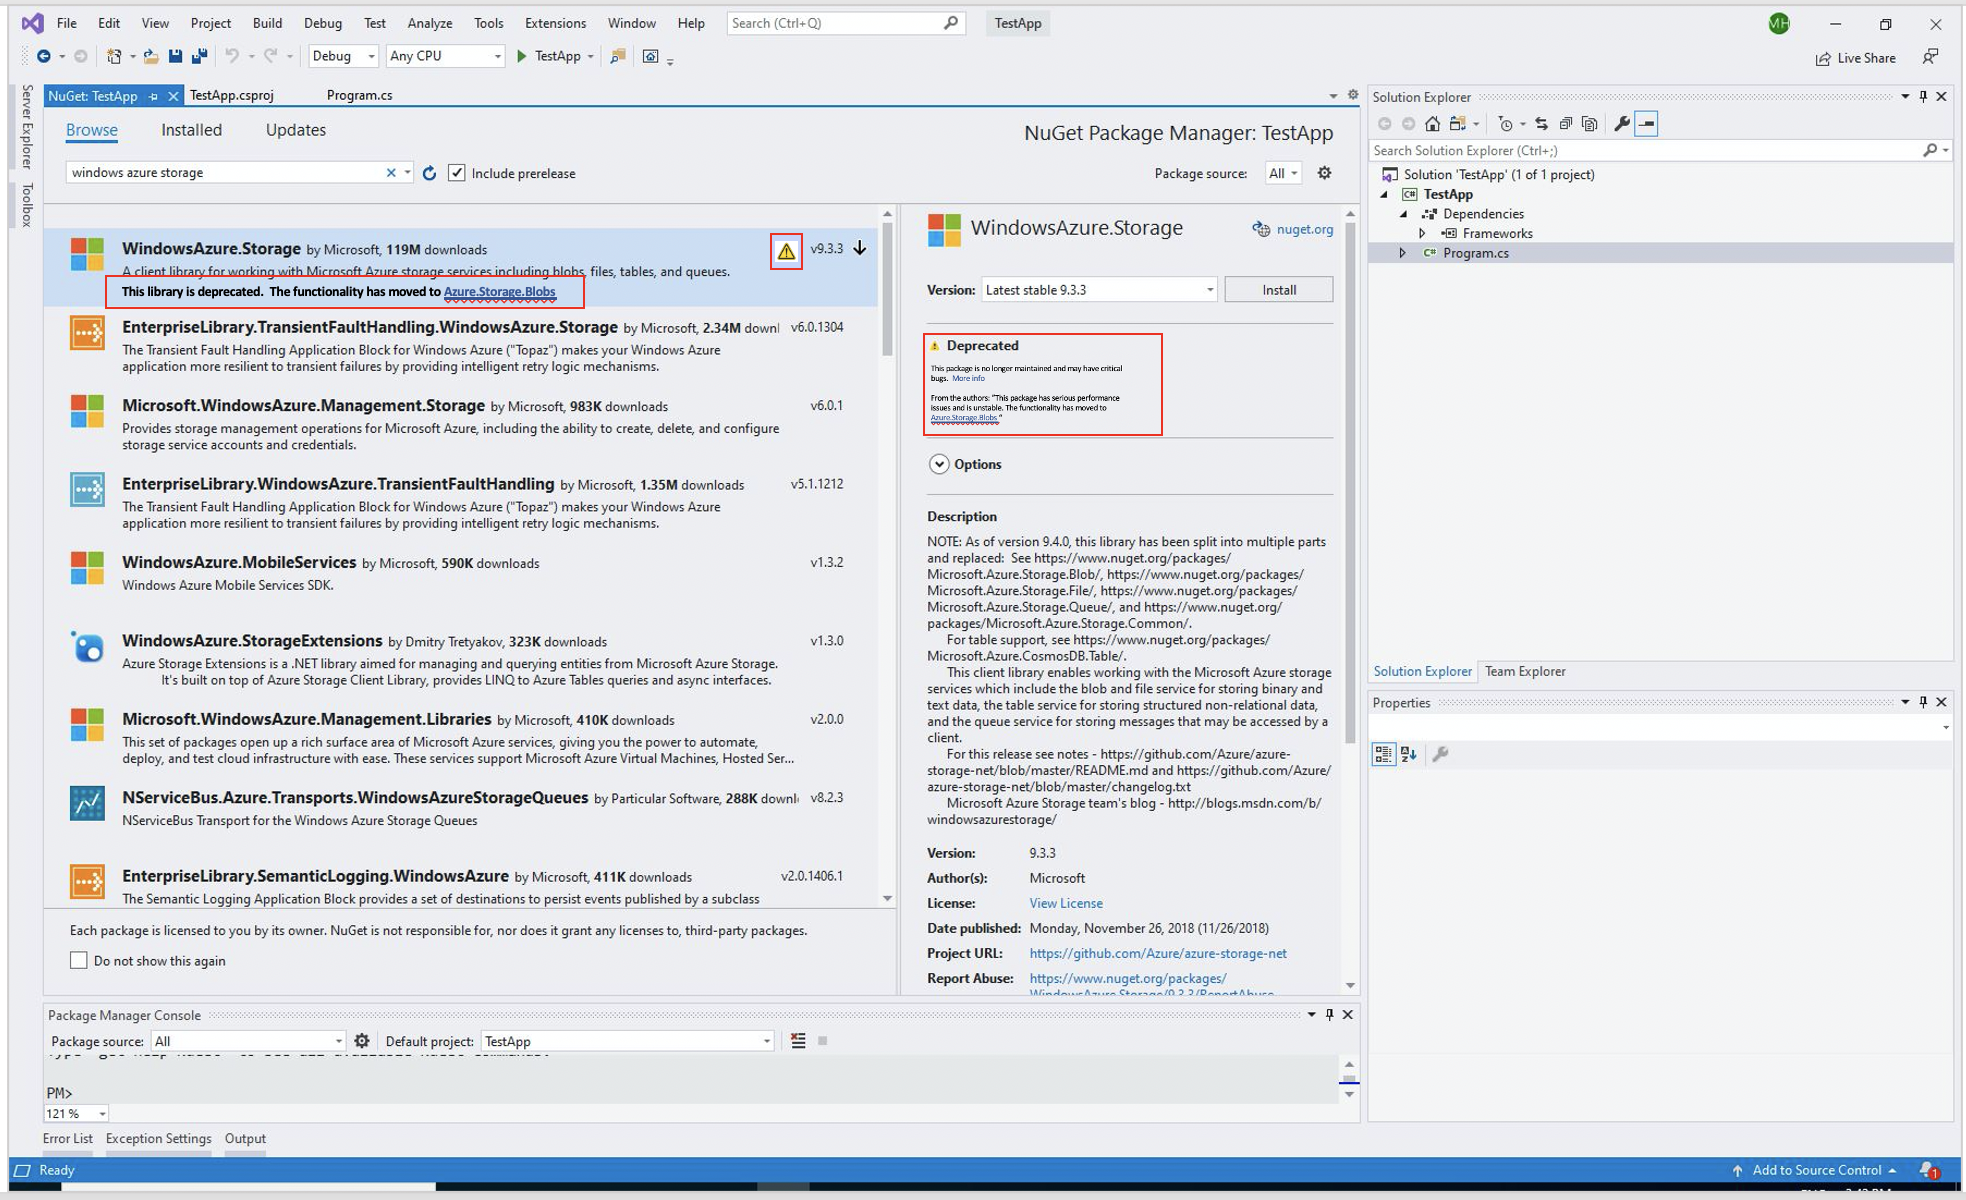 File Edit View Project Build Debug Test Analyze Tools Extensions Window Help Search (Ctrl+Q) TestApp MH
Debug Any CPU TestApp Live Share
Server Explorer
Toolbox
NuGet: TestApp TestApp.csproj Program.cs
Browse Installed Updates
NuGet Package Manager: TestApp
windows azure storage Include prerelease
Package source: All
WindowsAzure.Storage by Microsoft, 119M downloads v9.3.3
A client library for working with Microsoft Azure storage services including blobs, files, tables, and queues.
This library is deprecated. The functionality has moved to Azure.Storage.Blobs
EnterpriseLibrary.TransientFaultHandling.WindowsAzure.Storage by Microsoft, 2.34M downl v6.0.1304
The Transient Fault Handling Application Block for Windows Azure ("Topaz") makes your Windows Azure
application more resilient to transient failures by providing intelligent retry logic mechanisms.
Microsoft.WindowsAzure.Management.Storage by Microsoft, 983K downloads v6.0.1
Provides storage management operations for Microsoft Azure, including the ability to create, delete, and configure
storage service accounts and credentials.
EnterpriseLibrary.WindowsAzure.TransientFaultHandling by Microsoft, 1.35M downloads v5.1.1212
The Transient Fault Handling Application Block for Windows Azure ("Topaz") makes your Windows Azure
application more resilient to transient failures by providing intelligent retry logic mechanisms.
WindowsAzure.MobileServices by Microsoft, 590K downloads v1.3.2
Windows Azure Mobile Services SDK.
WindowsAzure.StorageExtensions by Dmitry Tretyakov, 323K downloads v1.3.0
Azure Storage Extensions is a .NET library aimed for managing and querying entities from Microsoft Azure Storage.
It's built on top of Azure Storage Client Library, provides LINQ to Azure Tables queries and async interfaces.
Microsoft.WindowsAzure.Management.Libraries by Microsoft, 410K downloads v2.0.0
This set of packages open up a rich surface area of Microsoft Azure services, giving you the power to automate,
deploy, and test cloud infrastructure with ease. These services support Microsoft Azure Virtual Machines, Hosted Ser...
NServiceBus.Azure.Transports.WindowsAzureStorageQueues by Particular Software, 288K downl v8.2.3
NServiceBus Transport for the Windows Azure Storage Queues
EnterpriseLibrary.SemanticLogging.WindowsAzure by Microsoft, 411K downloads v2.0.1406.1
The Semantic Logging Application Block provides a set of destinations to persist events published by a subclass
Each package is licensed to you by its owner. NuGet is not responsible for, nor does it grant any licenses to, third-party packages.
Do not show this again
WindowsAzure.Storage nuget.org
Version: Latest stable 9.3.3 Install
Deprecated
This package is no longer maintained and may have critical
bugs. More info
From the authors: "This package has serious performance
issues and is unstable. The functionality has moved to
Azure.Storage.Blobs "
Options
Description
NOTE: As of version 9.4.0, this library has been split into multiple parts
and replaced: See https://www.nuget.org/packages/
Microsoft.Azure.Storage.Blob/, https://www.nuget.org/packages/
Microsoft.Azure.Storage.File/, https://www.nuget.org/packages/
Microsoft.Azure.Storage.Queue/, and https://www.nuget.org/
packages/Microsoft.Azure.Storage.Common/.
For table support, see https://www.nuget.org/packages/
Microsoft.Azure.CosmosDB.Table/.
This client library enables working with the Microsoft Azure storage
services which include the blob and file service for storing binary and
text data, the table service for storing structured non-relational data,
and the queue service for storing messages that may be accessed by a
client.
For this release see notes - https://github.com/Azure/azure-
storage-net/blob/master/README.md and https://github.com/Azure/
azure-storage-net/blob/master/changelog.txt
Microsoft Azure Storage team's blog - http://blogs.msdn.com/b/
windowsazurestorage/
Version: 9.3.3
Author(s): Microsoft
License: View License
Date published: Monday, November 26, 2018 (11/26/2018)
Project URL: https://github.com/Azure/azure-storage-net
Report Abuse: https://www.nuget.org/packages/
WindowsAzure.Storage/9.3.3/ReportAbuse
Solution Explorer
Search Solution Explorer (Ctrl+;)
Solution 'TestApp' (1 of 1 project)
C# TestApp
Dependencies
Frameworks
C# Program.cs
Solution Explorer Team Explorer
Properties
Package Manager Console
Package source: All Default project: TestApp
PM>
121 %
Error List Exception Settings Output
Ready Add to Source Control 1